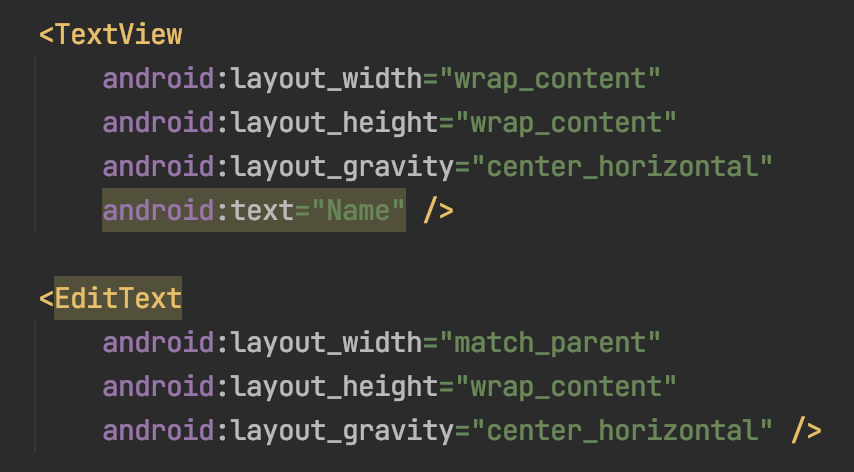 <TextView
android:layout_width="wrap_content"
android:layout_height="wrap_content"
android:layout_gravity="center_horizontal"
android:text="Name" />
<EditText
android:layout_width="match_parent"
android:layout_height="wrap_content"
android:layout_gravity="center_horizontal" />